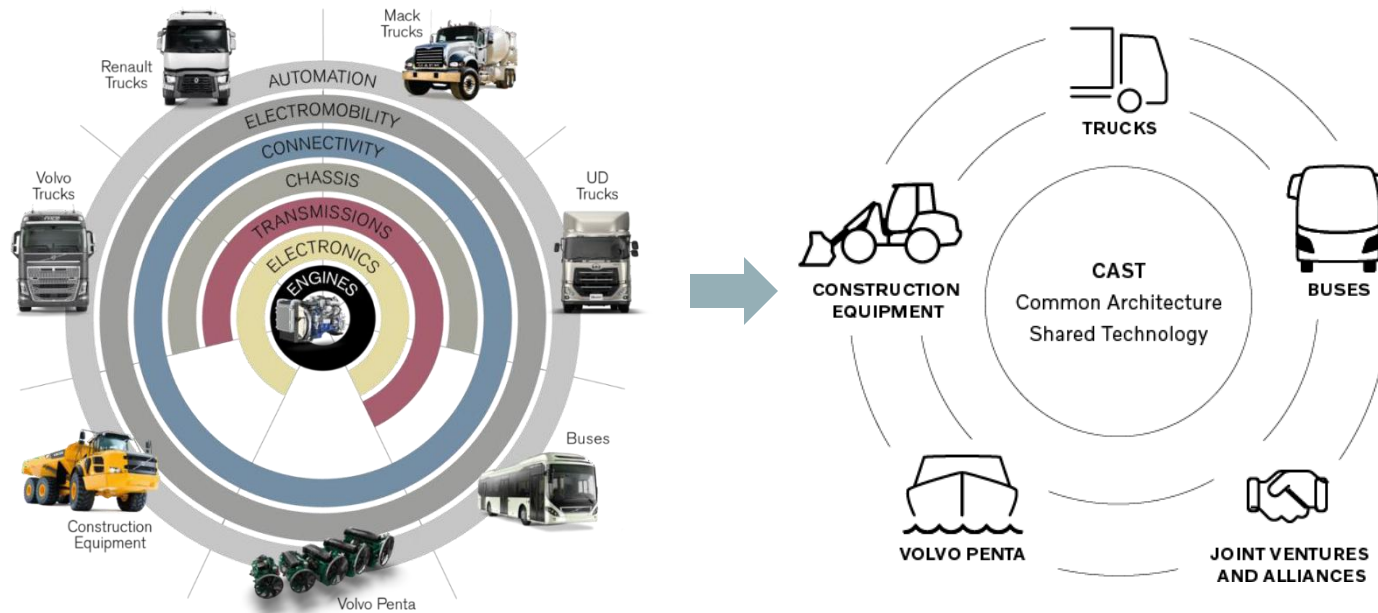 Mack
Trucks
Renault
Trucks
AUTOMATION
ELECTROMOBILITY
CONNECTIVITY
CHASSIS
TRANSMISSIONS
ELECTRONICS
ENGINES
Volvo
Trucks
UD
Trucks
Construction
Equipment
Buses
Volvo Penta
TRUCKS
CONSTRUCTION
EQUIPMENT
BUSES
CAST
Common Architecture
Shared Technology
VOLVO PENTA
JOINT VENTURES
AND ALLIANCES